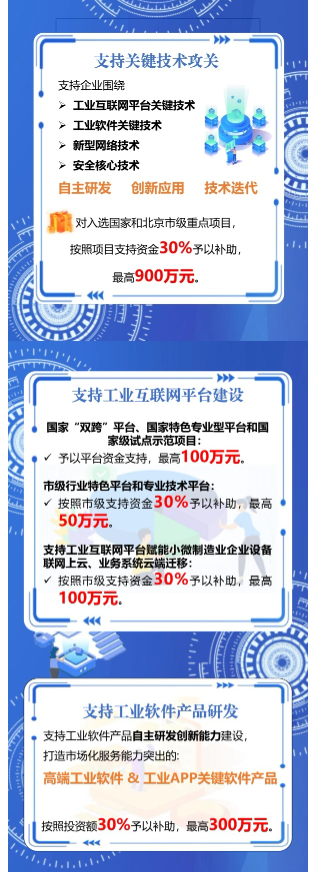 支持关键技术攻关
支持企业围绕
➢ 工业互联网平台关键技术
➢ 工业软件关键技术
➢ 新型网络技术
➢ 安全核心技术
自主研发 创新应用 技术迭代
对入选国家和北京市级重点项目，
按照项目支持资金30%予以补助，
最高900万元。
支持工业互联网平台建设
国家“双跨”平台、国家特色专业型平台和国
家级试点示范项目：
✓ 予以平台资金支持，最高100万元。
市级行业特色平台和专业技术平台：
✓ 按照市级支持资金30%予以补助，最高
50万元。
支持工业互联网平台赋能小微制造业企业设备
联网上云、业务系统云端迁移：
✓ 按照市级支持资金30%予以补助，最高
100万元。
支持工业软件产品研发
支持工业软件产品自主研发创新能力建设，
打造市场化服务能力突出的：
高端工业软件 & 工业APP关键软件产品
按照投资额30%予以补助，最高300万元。